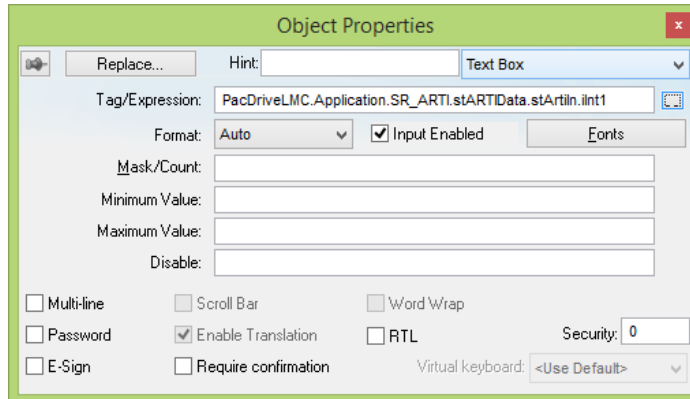 Object Properties
x
Replace... Hint: Text Box
Tag/Expression: PacDriveLMC.Application.SR_ARTI.stARTIData.stArtiIn.iInt1 ...
Format: Auto Input Enabled Fonts
Mask/Count:
Minimum Value:
Maximum Value:
Disable:
Multi-line Scroll Bar Word Wrap
Password Enable Translation RTL Security: 0
E-Sign Require confirmation Virtual keyboard: <Use Default>